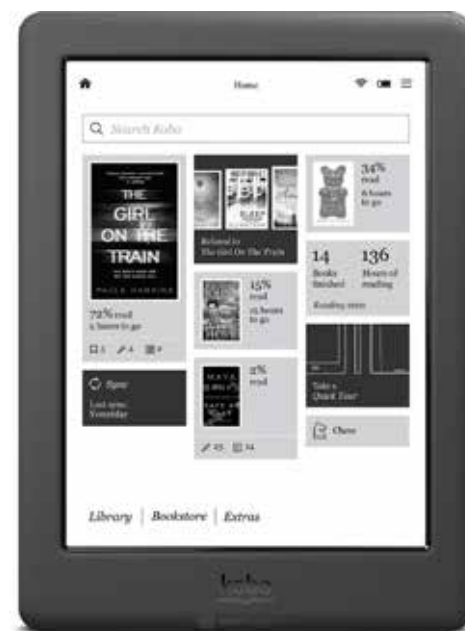 Home
Search Kobo
THE
GIRL
ON THE
TRAIN
PAULA HAWKINS
72% read
2 hours to go
Sync
Last sync:
Yesterday
Related to
The Girl On The Train
15%
read
15 hours
to go
2%
read
34%
read
6 hours
to go
14
Books
finished
136
Hours of
reading
Reading stats
Take a
Quick Tour
Chess
Library
Bookstore
Extras
kobo